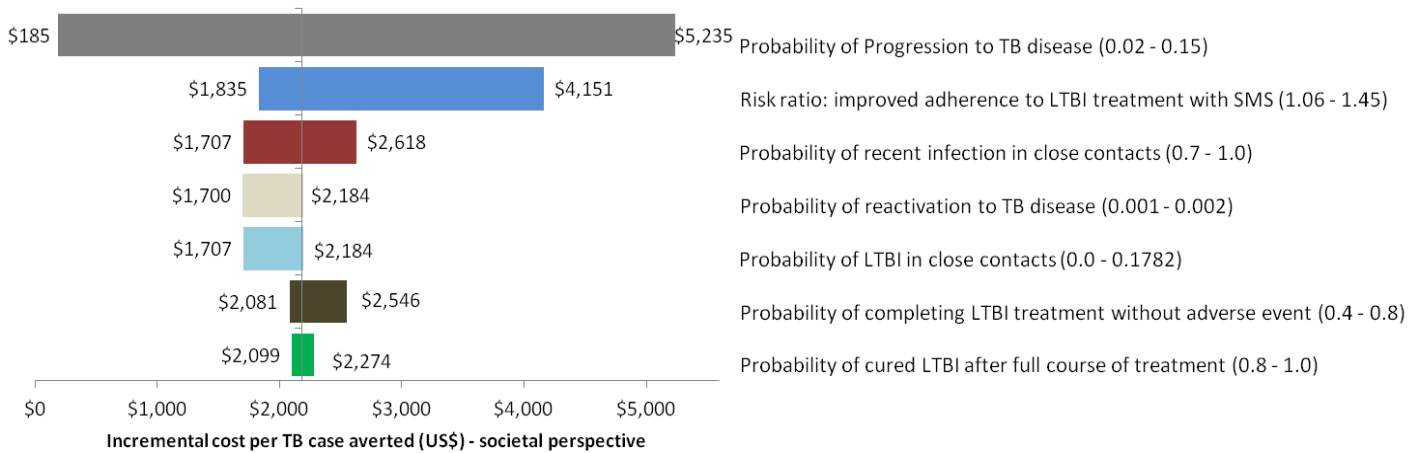 $185 $5,235 Probability of Progression to TB disease (0.02 - 0.15)
$1,835 $4,151 Risk ratio: improved adherence to LTBI treatment with SMS (1.06 - 1.45)
$1,707 $2,618 Probability of recent infection in close contacts (0.7 - 1.0)
$1,700 $2,184 Probability of reactivation to TB disease (0.001 - 0.002)
$1,707 $2,184 Probability of LTBI in close contacts (0.0 - 0.1782)
$2,081 $2,546 Probability of completing LTBI treatment without adverse event (0.4 - 0.8)
$2,099 $2,274 Probability of cured LTBI after full course of treatment (0.8 - 1.0)
$0 $1,000 $2,000 $3,000 $4,000 $5,000
Incremental cost per TB case averted (US$) - societal perspective